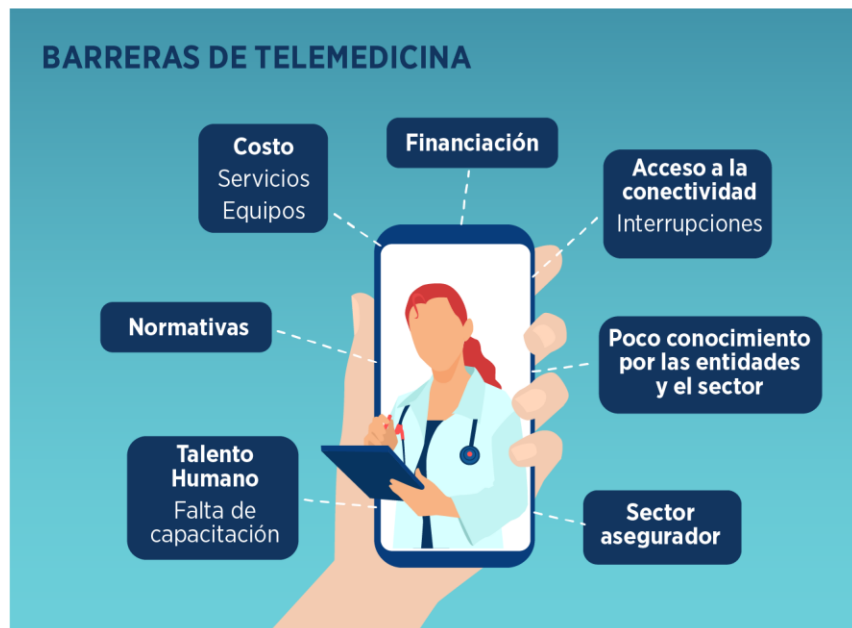 BARRERAS DE TELEMEDICINA
Costo
Servicios
Equipos
Financiación
Acceso a la
conectividad
Interrupciones
Normativas
Poco conocimiento
por las entidades
y el sector
Talento
Humano
Falta de
capacitación
Sector
asegurador